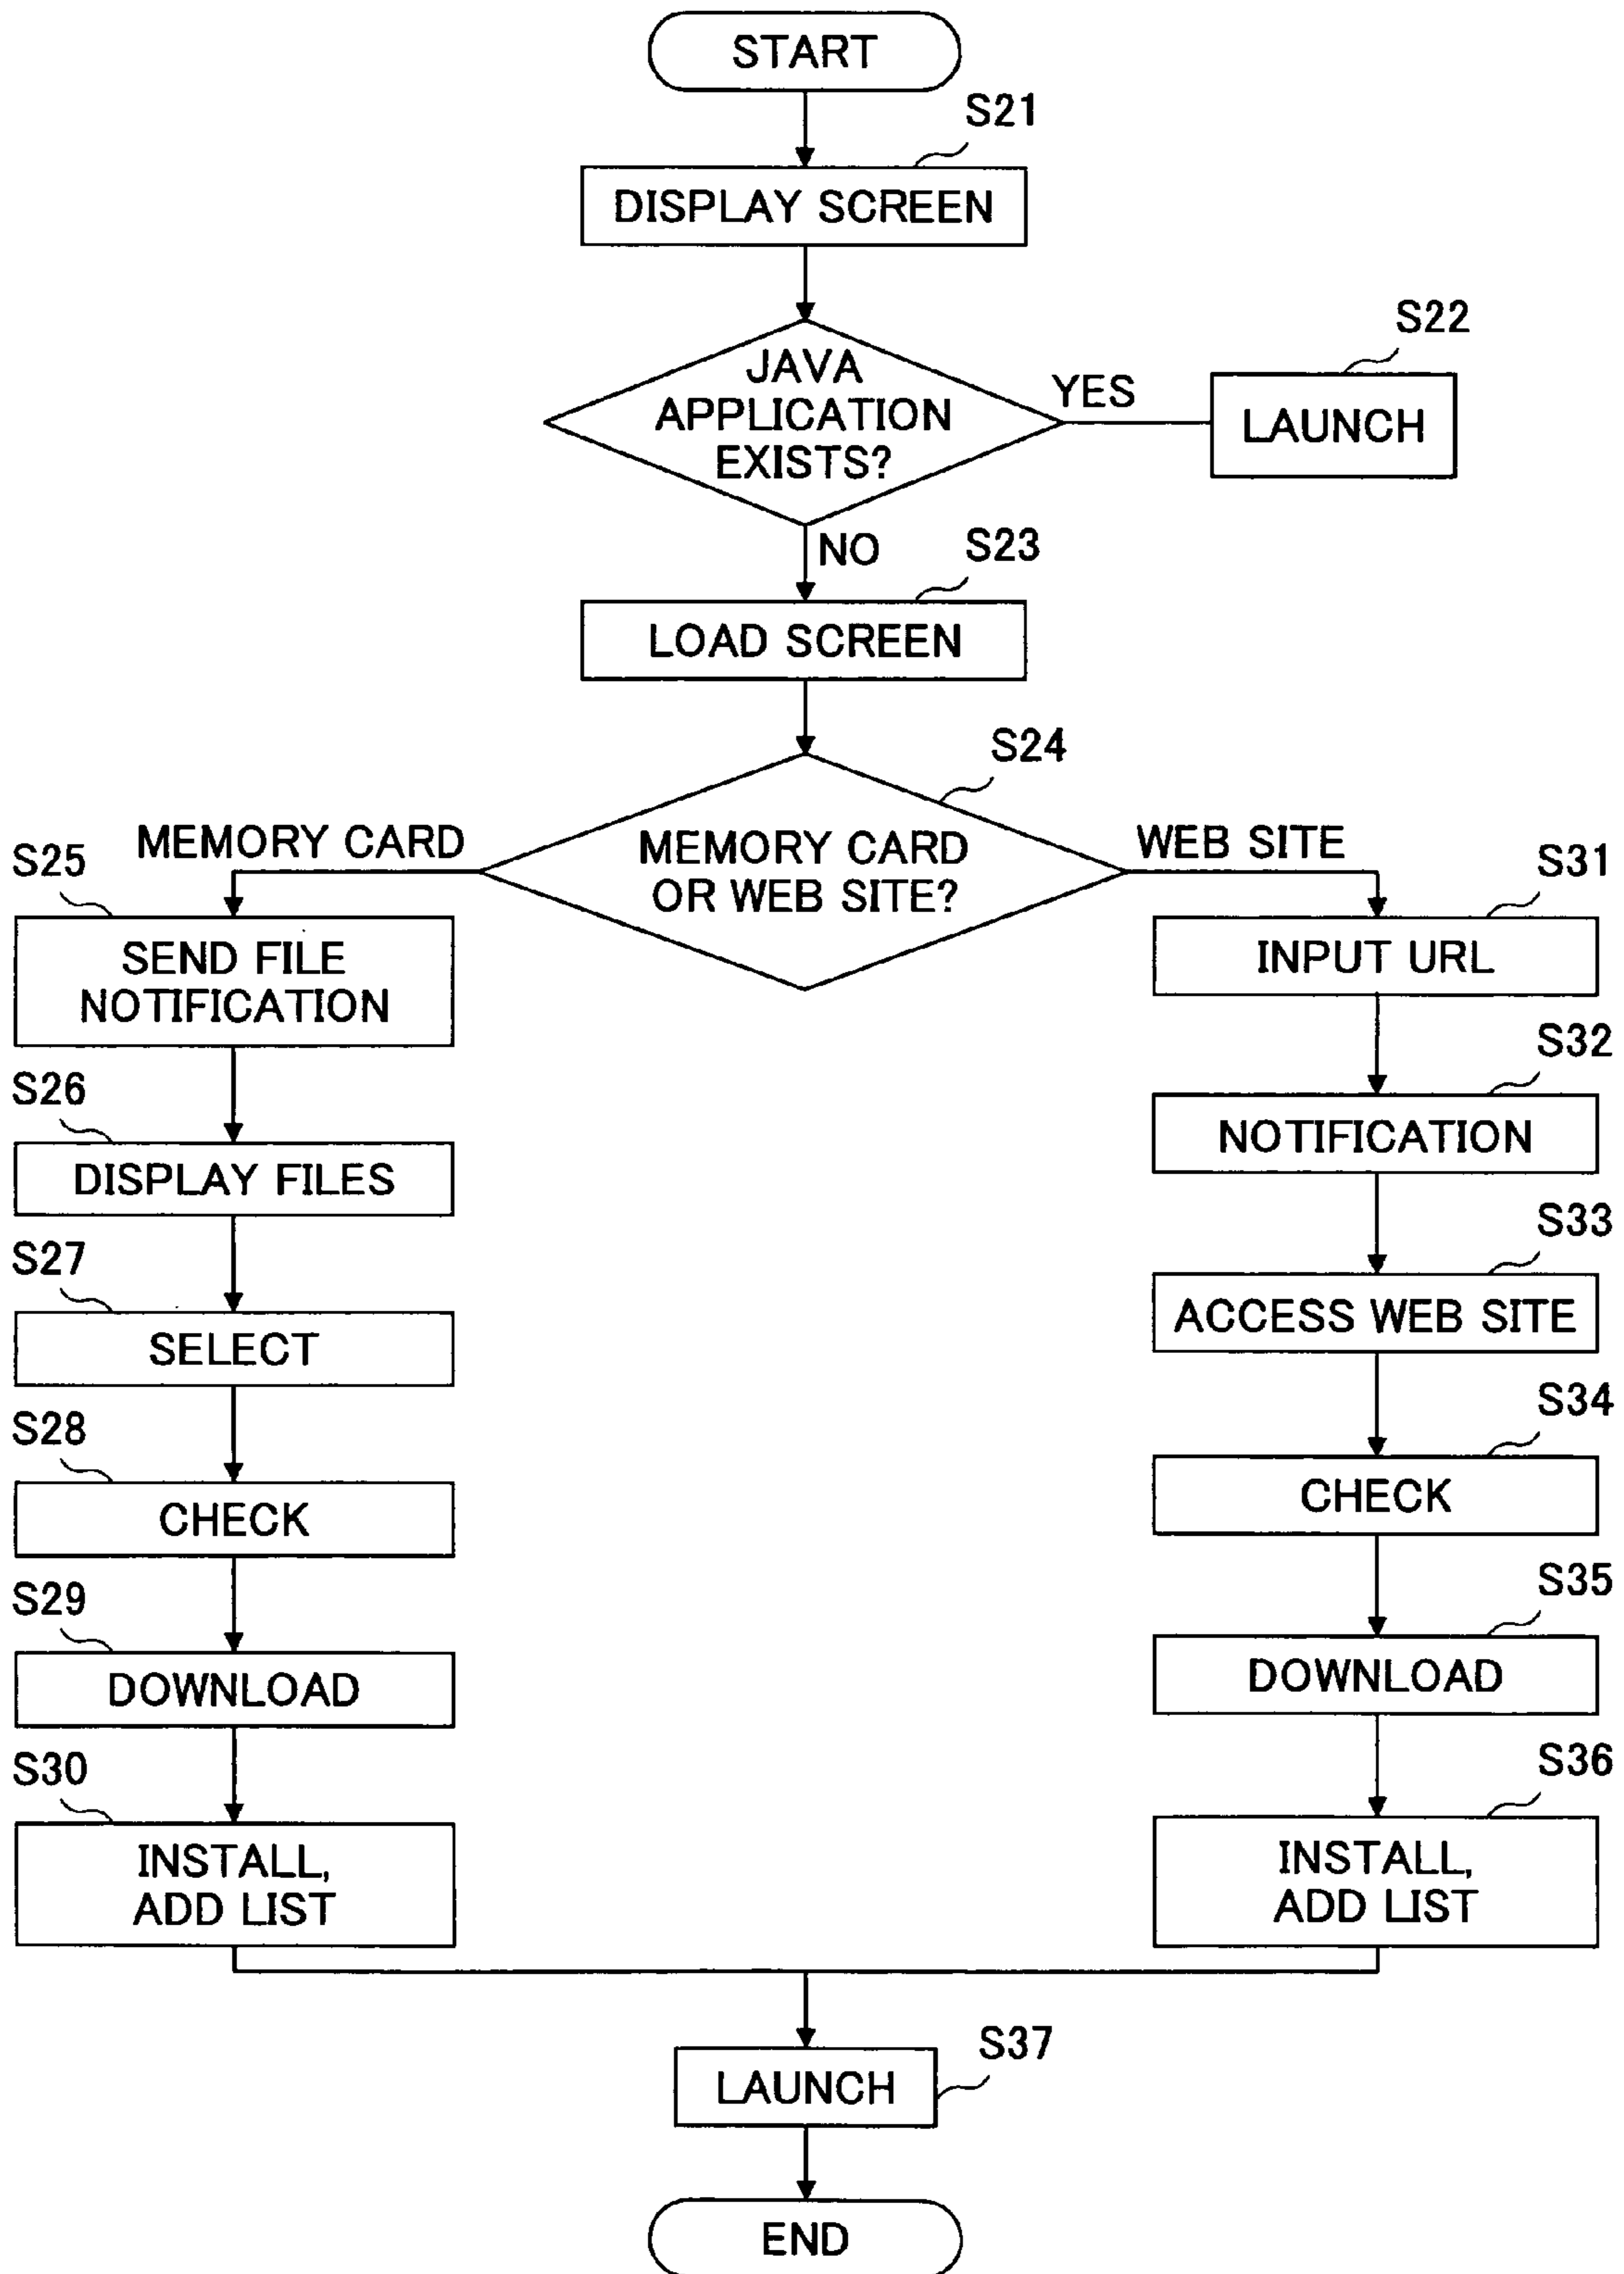 START
S21
DISPLAY SCREEN
S22
JAVA
APPLICATION
EXISTS?
YES
LAUNCH
NO
S23
LOAD SCREEN
S24
MEMORY CARD
MEMORY CARD
OR WEB SITE?
WEB SITE
S25
SEND FILE
NOTIFICATION
S26
DISPLAY FILES
S27
SELECT
S28
CHECK
S29
DOWNLOAD
S30
INSTALL,
ADD LIST
S31
INPUT URL
S32
NOTIFICATION
S33
ACCESS WEB SITE
S34
CHECK
S35
DOWNLOAD
S36
INSTALL,
ADD LIST
S37
LAUNCH
END